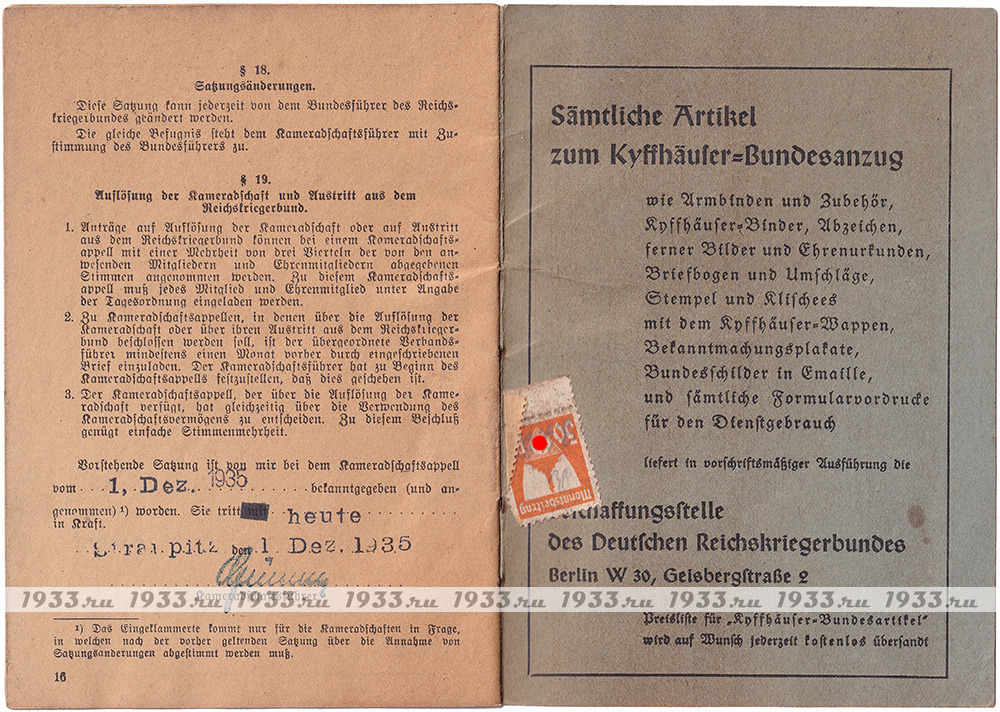 § 18.
Satzungsänderungen.
Diese Satzung kann jederzeit von dem Bundesführer des Reichs-
kriegerbundes geändert werden.
Die gleiche Befugnis steht dem Kameradschaftsführer mit Zu-
stimmung des Bundesführers zu.
§ 19.
Auflösung der Kameradschaft und Austritt aus dem
Reichskriegerbund.
1. Anträge auf Auflösung der Kameradschaft oder auf Austritt
aus dem Reichskriegerbund können bei einem Kameradschafts-
appell mit einer Mehrheit von drei Vierteln der von den an-
wesenden Mitgliedern und Ehrenmitgliedern abgegebenen
Stimmen angenommen werden. Zu diesem Kameradschafts-
appell muß jedes Mitglied und Ehrenmitglied unter Angabe
der Tagesordnung eingeladen werden.
2. Zu Kameradschaftsappellen, in denen über die Auflösung der
Kameradschaft oder über ihren Austritt aus dem Reichskrieger-
bund beschlossen werden soll, ist der übergeordnete Verbands-
führer mindestens einen Monat vorher durch eingeschriebenen
Brief einzuladen. Der Kameradschaftsführer hat zu Beginn des
Kameradschaftsappells festzustellen, daß dies geschehen ist.
3. Der Kameradschaftsappell, der über die Auflösung der Kame-
radschaft verfügt, hat gleichzeitig über die Verwendung des
Kameradschaftsvermögens zu entscheiden. Zu diesem Beschluß
genügt einfache Stimmenmehrheit.
Vorstehende Satzung ist von mir bei dem Kameradschaftsappell
vom 1, Dez. 1935 bekanntgegeben (und an-
genommen) ¹) worden. Sie tritt heute
in Kraft.
Straupitz den 1 Dez. 1935
Kameradschaftsführer
¹) Das Eingeklammerte kommt nur für die Kameradschaften in Frage,
in welchen nach der vorher geltenden Satzung über die Annahme von
Satzungsänderungen abgestimmt werden muß.
16
Sämtliche Artikel
zum Kyffhäuser-Bundesanzug
wie Armbinden und Zubehör,
Kyffhäuser-Binder, Abzeichen,
ferner Bilder und Ehrenurkunden,
Briefbogen und Umschläge,
Stempel und Klischees
mit dem Kyffhäuser-Wappen,
Bekanntmachungsplakate,
Bundesschilder in Emaille,
und sämtliche Formularvordrucke
für den Dienstgebrauch
liefert in vorschriftsmäßiger Ausführung die
Monatsbeitrag
Beschaffungsstelle
des Deutschen Reichskriegerbundes
Berlin W 30, Geisbergstraße 2
Preisliste für „Kyffhäuser-Bundesartikel"
wird auf Wunsch jederzeit kostenlos übersandt
1933.ru 1933.ru 1933.ru 1933.ru 1933.ru 1933.ru 1933.ru 1933.ru 1933.ru